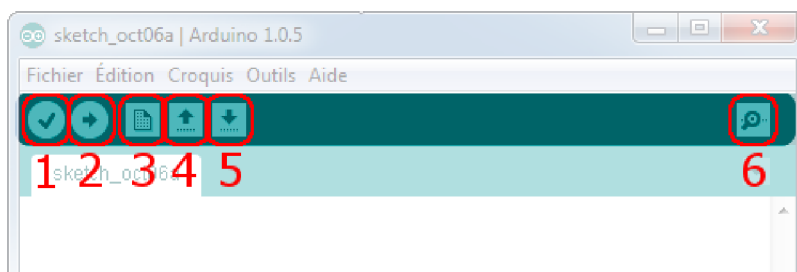 sketch_oct06a | Arduino 1.0.5
Fichier Édition Croquis Outils Aide
1 2 3 4 5 6
sketch_oct06a